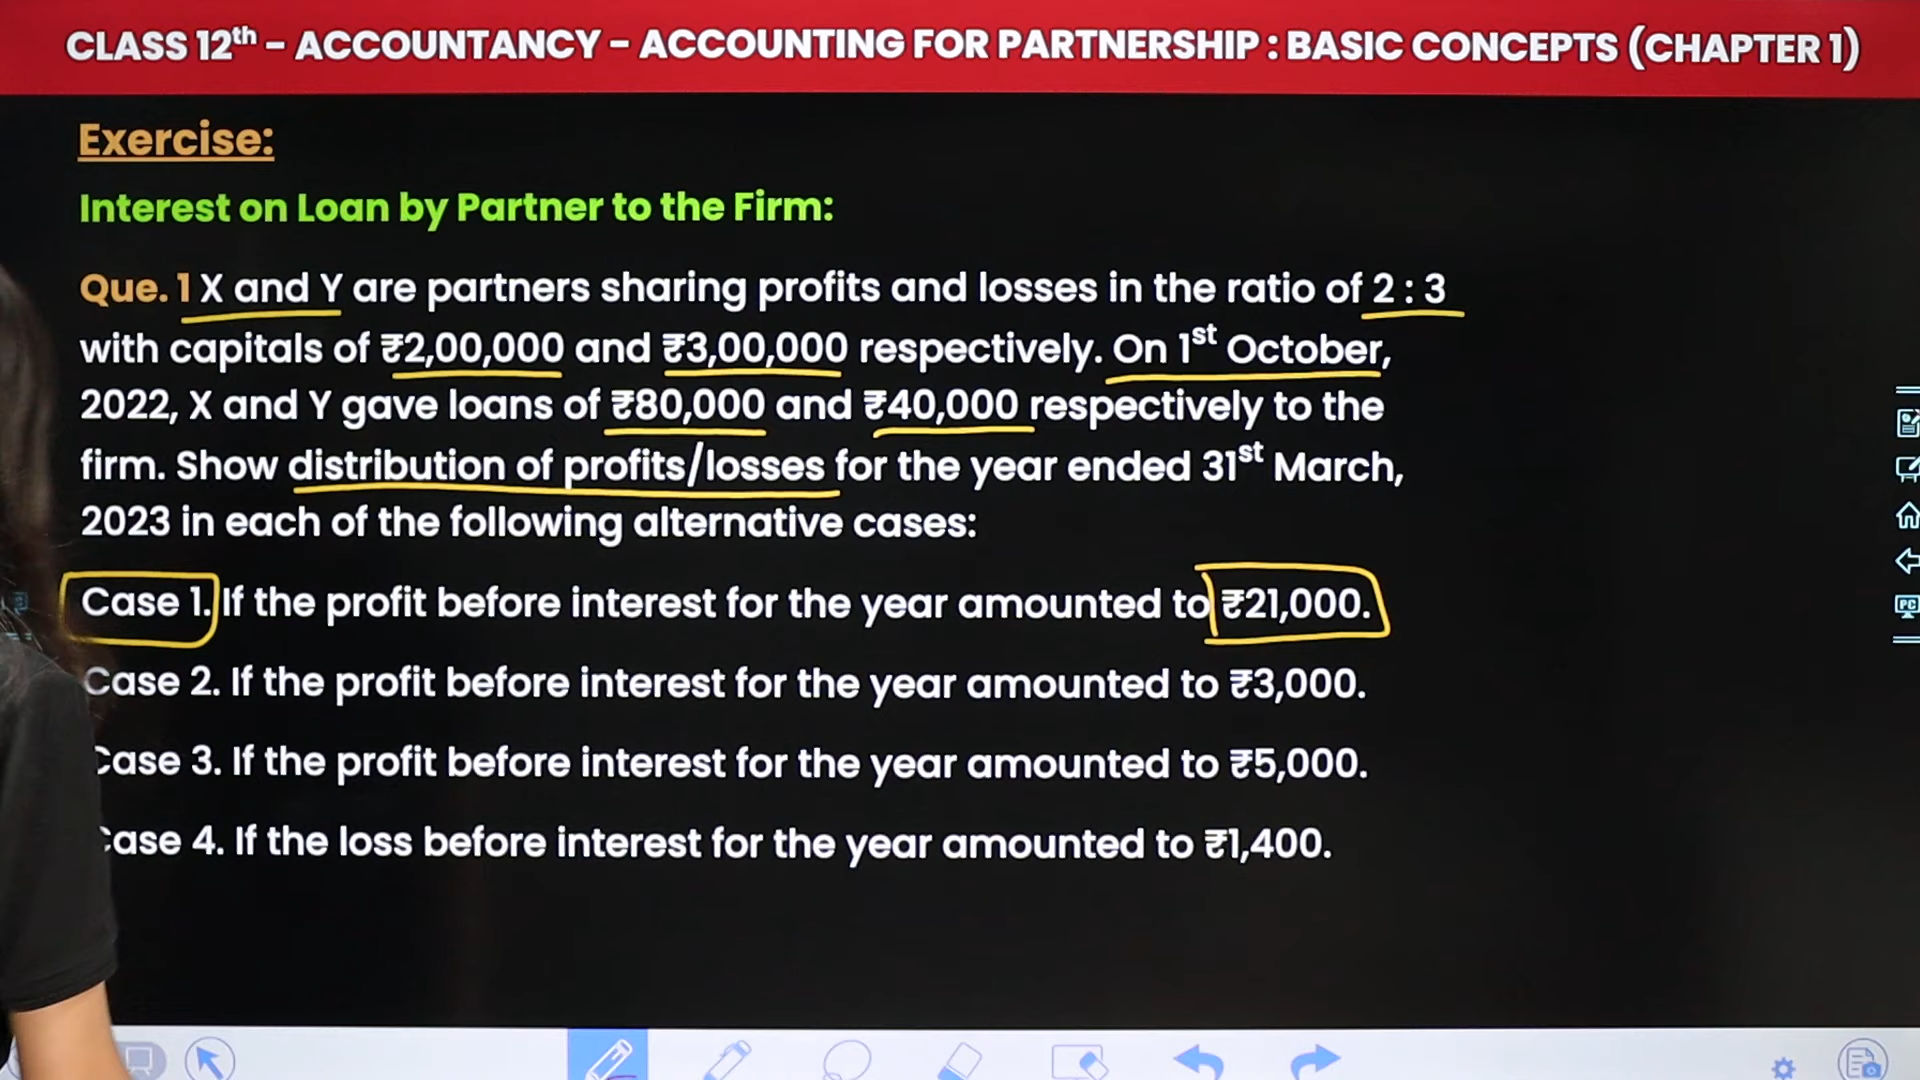 CLASS 12th - ACCOUNTANCY - ACCOUNTING FOR PARTNERSHIP : BASIC CONCEPTS (CHAPTER 1)
Exercise:
Interest on Loan by Partner to the Firm:
Que. 1 X and Y are partners sharing profits and losses in the ratio of 2 : 3
with capitals of ₹2,00,000 and ₹3,00,000 respectively. On 1st October,
2022, X and Y gave loans of ₹80,000 and ₹40,000 respectively to the
firm. Show distribution of profits/losses for the year ended 31st March,
2023 in each of the following alternative cases:
Case 1. If the profit before interest for the year amounted to ₹21,000.
Case 2. If the profit before interest for the year amounted to ₹3,000.
Case 3. If the profit before interest for the year amounted to ₹5,000.
Case 4. If the loss before interest for the year amounted to ₹1,400.
PC